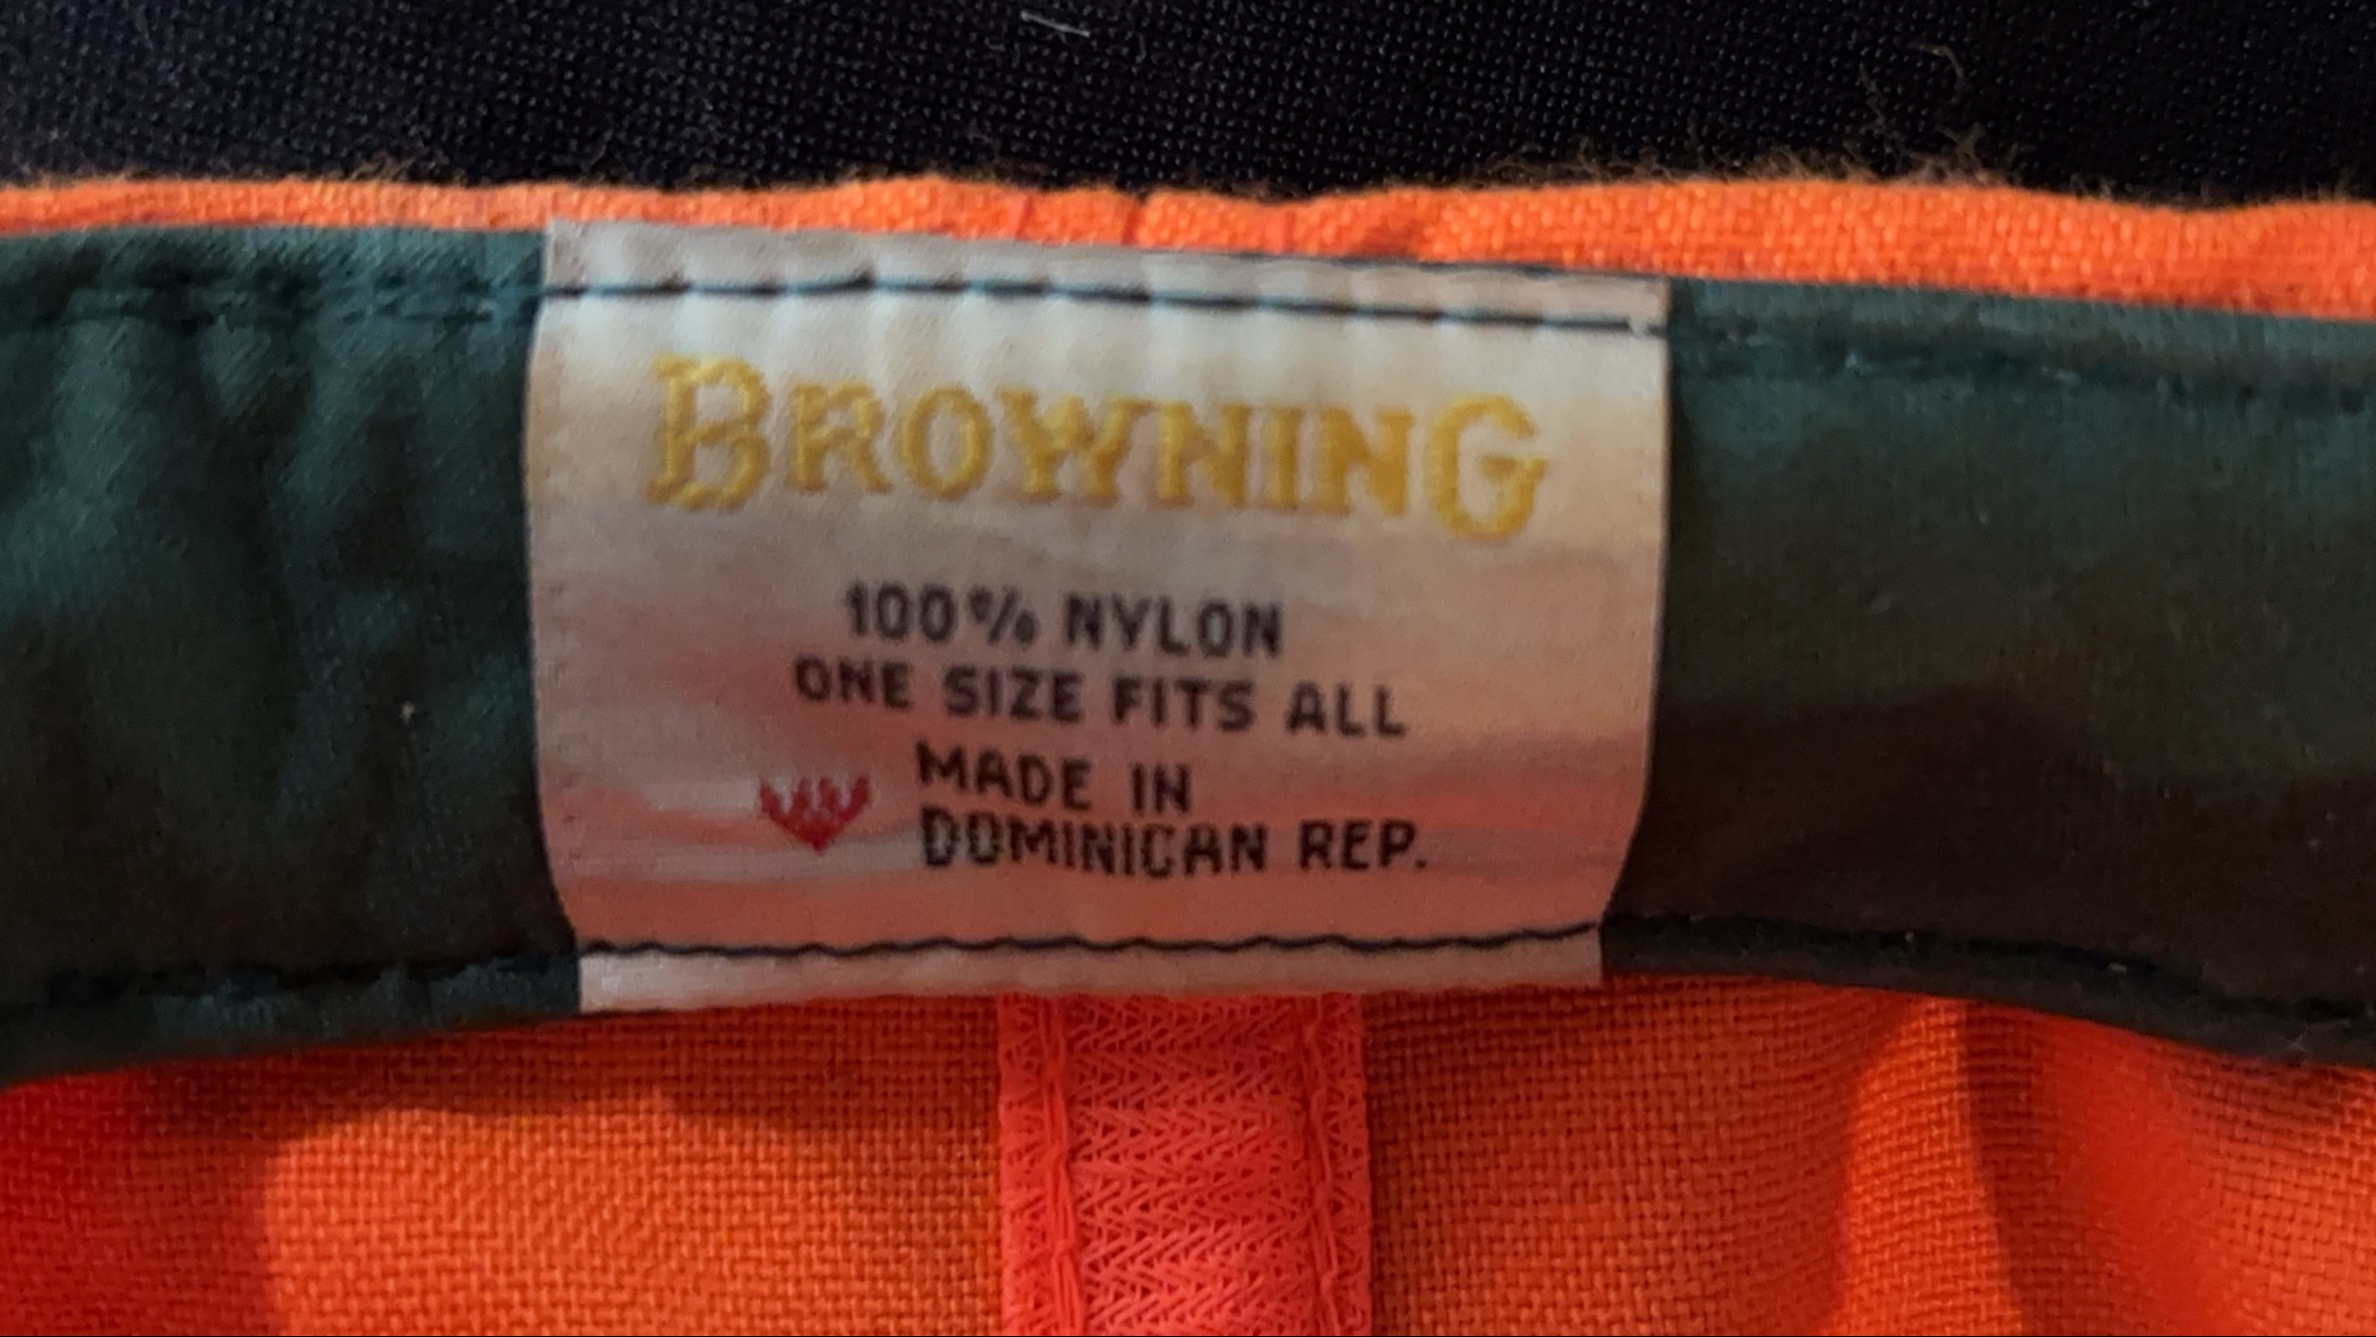 BROWNING
100% NYLON
ONE SIZE FITS ALL
MADE IN
DOMINICAN REP.